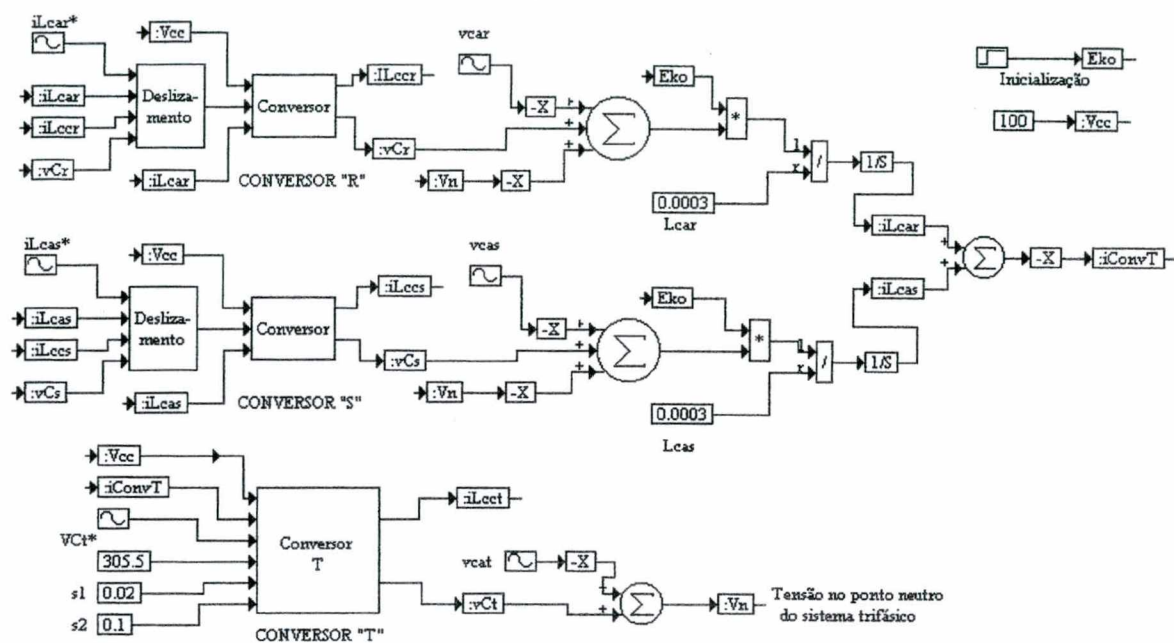 iLcar*
:Vcc
:iLcar
:iLccr
:vCr
Desliza-
mento
:iLcar
Conversor
CONVERSOR "R"
:ILccr
:vCr
vcar
-X
+
+
:Vn
-X
Σ
Eko
*
0.0003
Lcar
l
r
/
1/S
Eko
Inicialização
100
:Vcc
iLcas*
:Vcc
:iLcas
:iLccs
:vCs
Desliza-
mento
:iLcas
Conversor
CONVERSOR "S"
:iLccs
:vCs
vcas
-X
+
+
:Vn
-X
Σ
Eko
*
0.0003
Lcas
l
r
/
1/S
:iLcar
:iLcas
+
+
Σ
-X
:iConvT
:Vcc
:iConvT
VCt*
305.5
s1
0.02
s2
0.1
Conversor
T
CONVERSOR "T"
:iLcct
:vCt
vcat
-X
+
+
Σ
:Vn
Tensão no ponto neutro
do sistema trifásico